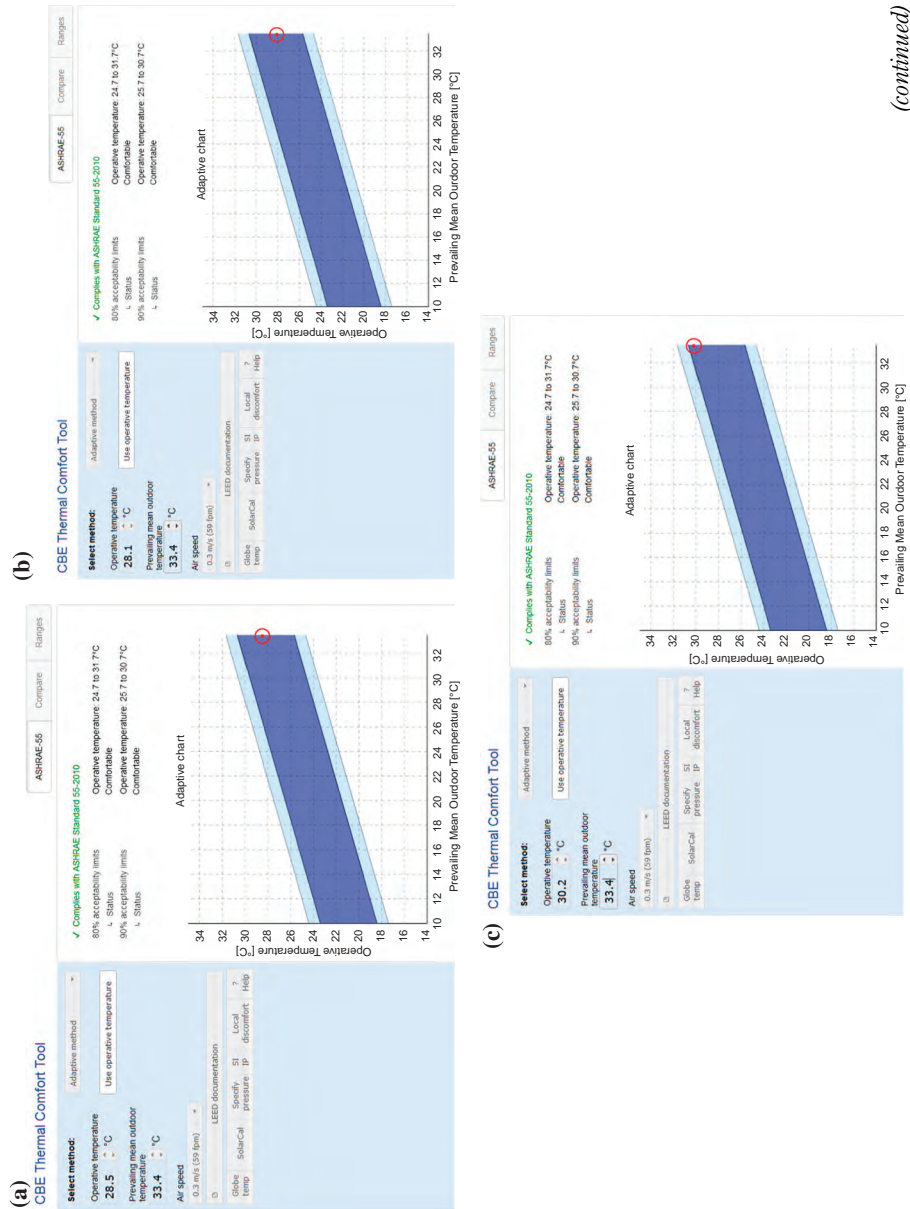 (a)
CBE Thermal Comfort Tool
ASHRAE-55 Compare Ranges
Select method: Adaptive method
Operative temperature
28.5 °C Use operative temperature
Prevailing mean outdoor
temperature
33.4 °C
Air speed
0.3 m/s (59 fpm)
LEED documentation
Globe temp SolarCal Specify pressure SI IP Local discomfort ? Help
✓ Complies with ASHRAE Standard 55-2010
80% acceptability limits Operative temperature: 24.7 to 31.7°C
↳ Status Comfortable
90% acceptability limits Operative temperature: 25.7 to 30.7°C
↳ Status Comfortable
Adaptive chart
Operative Temperature [°C]
34
32
30
28
26
24
22
20
18
16
14
10 12 14 16 18 20 22 24 26 28 30 32
Prevailing Mean Ourdoor Temperature [°C]
(b)
CBE Thermal Comfort Tool
ASHRAE-55 Compare Ranges
Select method: Adaptive method
Operative temperature
28.1 °C Use operative temperature
Prevailing mean outdoor
temperature
33.4 °C
Air speed
0.3 m/s (59 fpm)
LEED documentation
Globe temp SolarCal Specify pressure SI IP Local discomfort ? Help
✓ Complies with ASHRAE Standard 55-2010
80% acceptability limits Operative temperature: 24.7 to 31.7°C
↳ Status Comfortable
90% acceptability limits Operative temperature: 25.7 to 30.7°C
↳ Status Comfortable
Adaptive chart
Operative Temperature [°C]
34
32
30
28
26
24
22
20
18
16
14
10 12 14 16 18 20 22 24 26 28 30 32
Prevailing Mean Ourdoor Temperature [°C]
(c)
CBE Thermal Comfort Tool
ASHRAE-55 Compare Ranges
Select method: Adaptive method
Operative temperature
30.2 °C Use operative temperature
Prevailing mean outdoor
temperature
33.4 °C
Air speed
0.3 m/s (59 fpm)
LEED documentation
Globe temp SolarCal Specify pressure SI IP Local discomfort ? Help
✓ Complies with ASHRAE Standard 55-2010
80% acceptability limits Operative temperature: 24.7 to 31.7°C
↳ Status Comfortable
90% acceptability limits Operative temperature: 25.7 to 30.7°C
↳ Status Comfortable
Adaptive chart
Operative Temperature [°C]
34
32
30
28
26
24
22
20
18
16
14
10 12 14 16 18 20 22 24 26 28 30 32
Prevailing Mean Ourdoor Temperature [°C]
(continued)